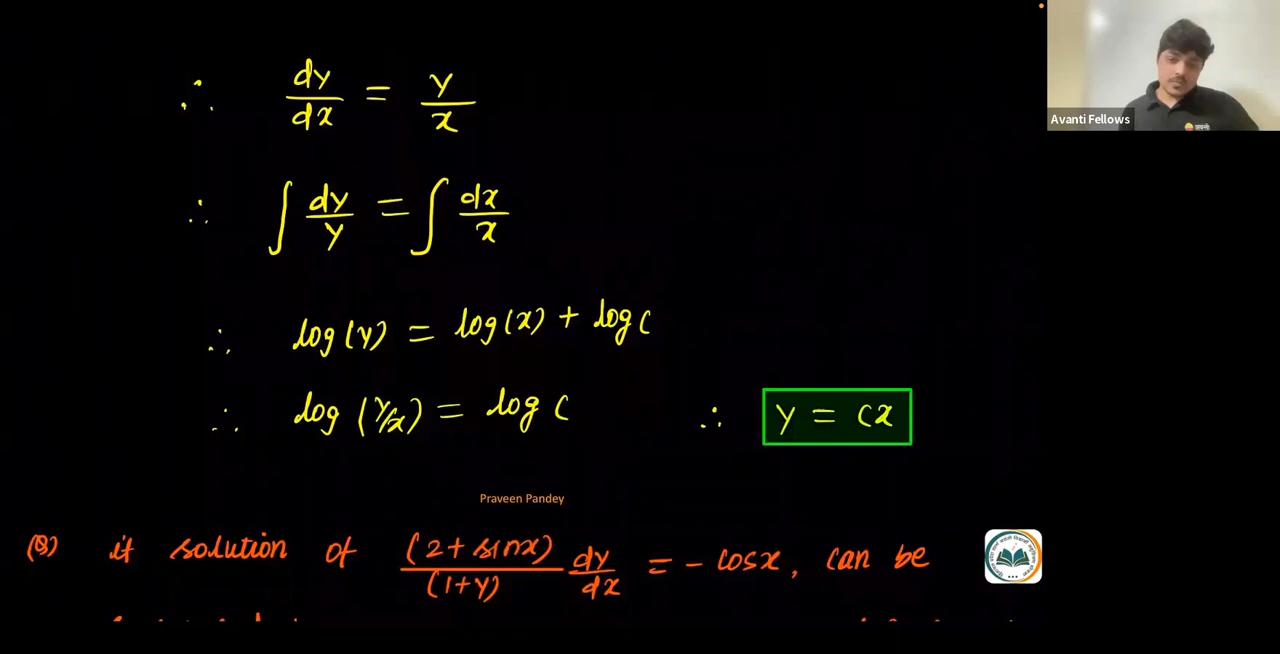 ∴ dy/dx = y/x
Avanti Fellows
∴ ∫ dy/y = ∫ dx/x
∴ log(y) = log(x) + log c
∴ log(y/x) = log c ∴ y = cx
Praveen Pandey
(Q) if solution of (2+sinx)/(1+y) dy/dx = -cosx, can be